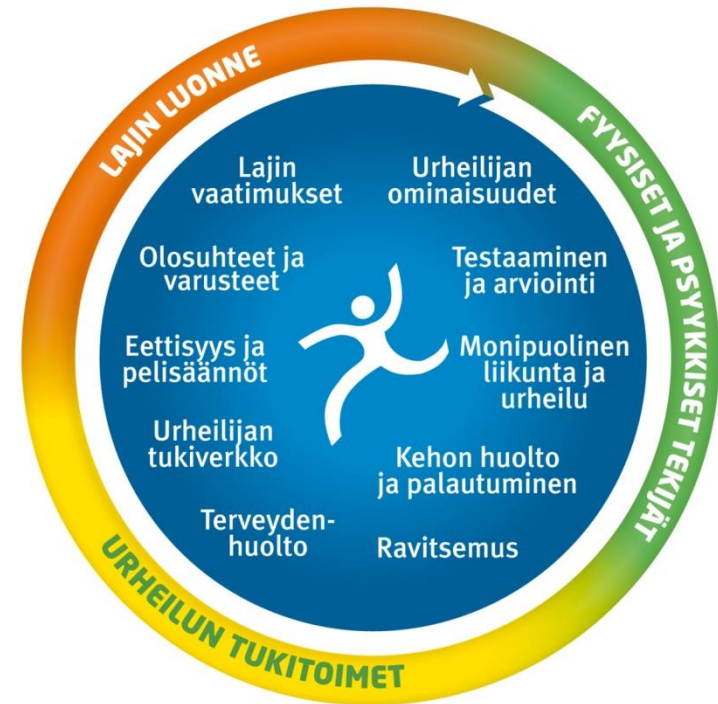 LAJIN LUONNE
FYYSISET JA PSYYKKISET TEKIJÄT
URHEILUN TUKITOIMET
Lajin
vaatimukset
Urheilijan
ominaisuudet
Olosuhteet ja
varusteet
Testaaminen
ja arviointi
Eettisyys ja
pelisäännöt
Monipuolinen
liikunta ja
urheilu
Urheilijan
tukiverkko
Kehon huolto
ja palautuminen
Terveyden-
huolto
Ravitsemus